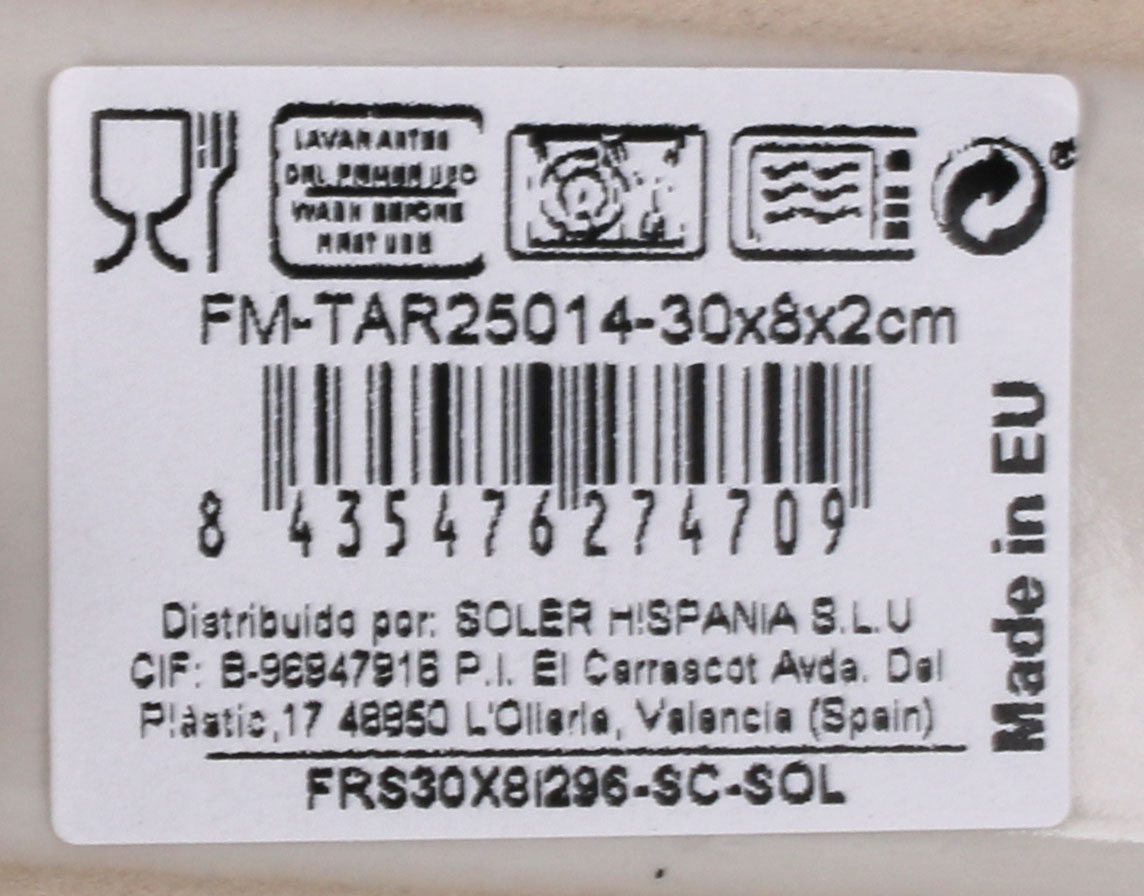 LAVAR ANTES
DEL PRIMER USO
WASH BEFORE
FIRST USE
®
FM-TAR25014-30x8x2cm
8 435476 274709
Made in EU
Distribuido por: SOLER HISPANIA S.L.U
CIF: B-96847916 P.I. El Carrascot Avda. Del
Plàstic,17 46850 L'Olleria, Valencia (Spain)
FRS30X8I296-SC-SOL